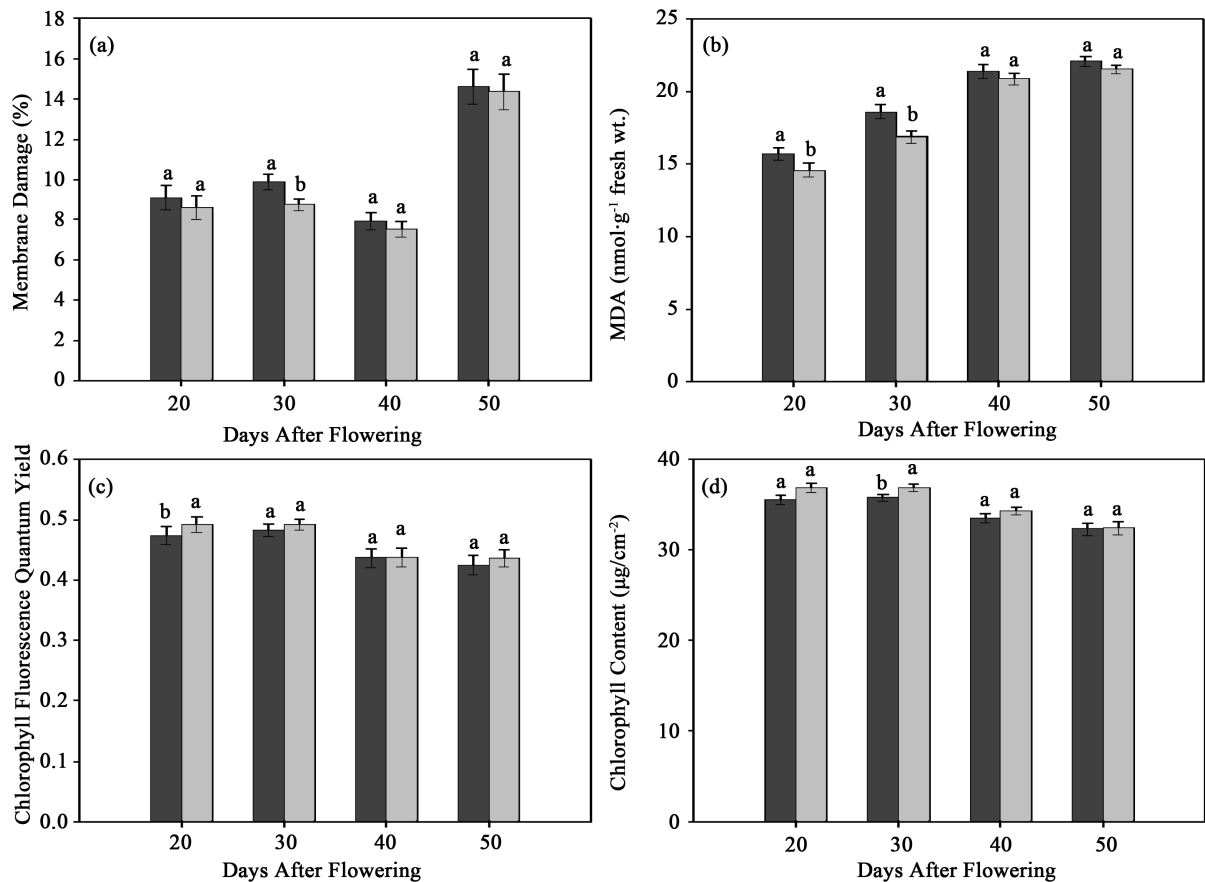 (a)
Membrane Damage (%)
16
14
12
10
8
6
4
2
0
a a a b a a a a
20 30 40 50
Days After Flowering
(b)
MDA (nmol·g⁻¹ fresh wt.)
25
20
15
10
5
0
a b a b a a a a
20 30 40 50
Days After Flowering
(c)
Chlorophyll Fluorescence Quantum Yield
0.6
0.5
0.4
0.3
0.2
0.1
0.0
b a a a a a a a
20 30 40 50
Days After Flowering
(d)
Chlorophyll Content (µg/cm⁻²)
40
30
20
10
0
a a b a a a a a
20 30 40 50
Days After Flowering